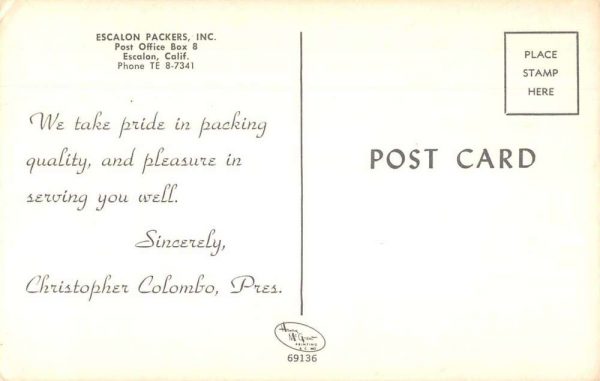 ESCALON PACKERS, INC.
Post Office Box 8
Escalon, Calif.
Phone TE 8-7341
We take pride in packing
quality, and pleasure in
serving you well.
Sincerely,
Christopher Colombo, Pres.
PLACE
STAMP
HERE
POST CARD
PRINTING
69136